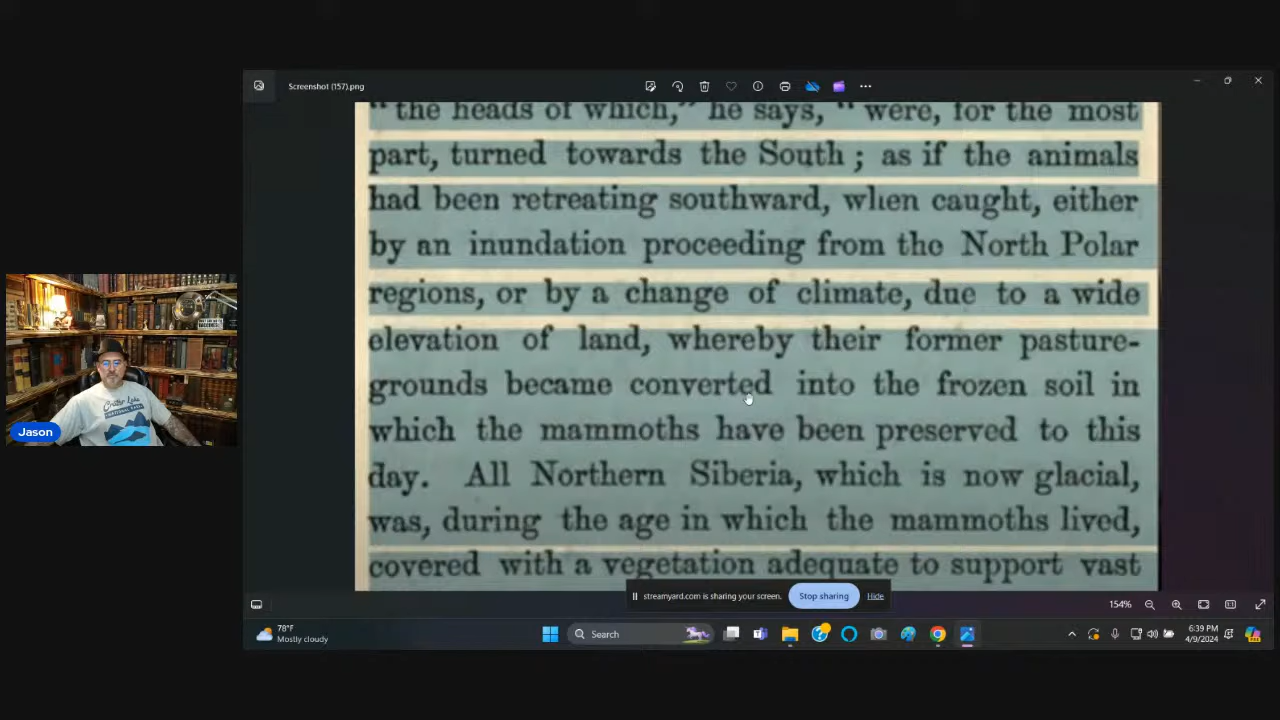 Screenshot (157).png
"the heads of which," he says, "were, for the most
part, turned towards the South; as if the animals
had been retreating southward, when caught, either
by an inundation proceeding from the North Polar
regions, or by a change of climate, due to a wide
elevation of land, whereby their former pasture-
grounds became converted into the frozen soil in
which the mammoths have been preserved to this
day. All Northern Siberia, which is now glacial,
was, during the age in which the mammoths lived,
covered with a vegetation adequate to support vast
Jason
streamyard.com is sharing your screen.
Stop sharing
Hide
154%
78°F
Mostly cloudy
Search
6:39 PM
4/9/2024